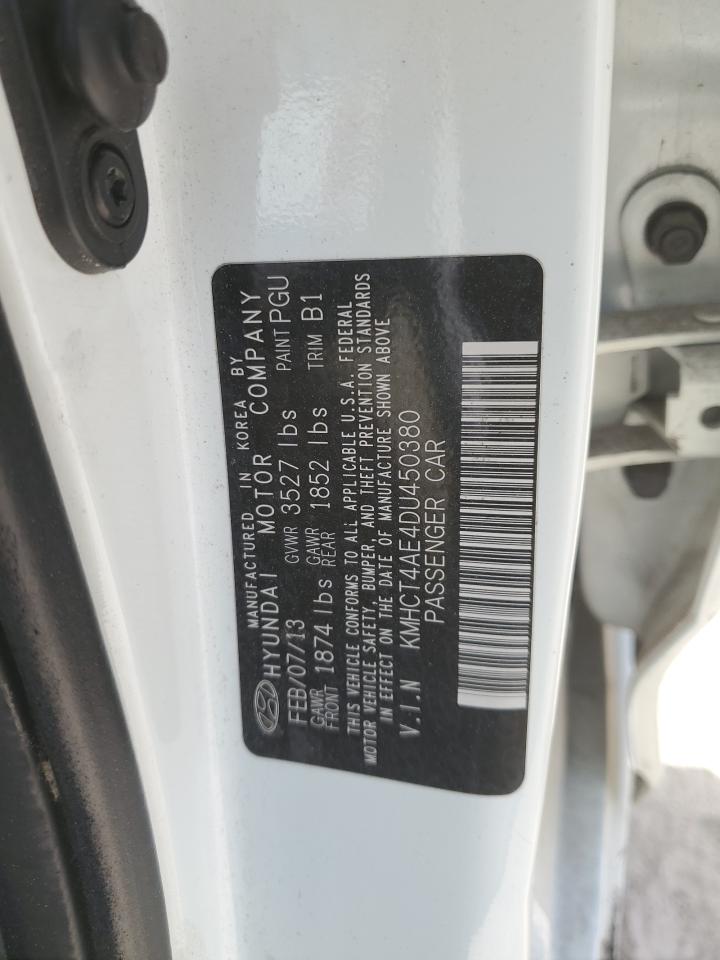 MANUFACTURED IN KOREA BY
HYUNDAI MOTOR COMPANY
FEB/07/13 GVWR 3527 lbs PAINT PGU
GAWR FRONT 1874 lbs GAWR REAR 1852 lbs TRIM B1
THIS VEHICLE CONFORMS TO ALL APPLICABLE U.S.A. FEDERAL
MOTOR VEHICLE SAFETY, BUMPER, AND THEFT PREVENTION STANDARDS
IN EFFECT ON THE DATE OF MANUFACTURE SHOWN ABOVE
V.I.N KMHCT4AE4DU450380
PASSENGER CAR